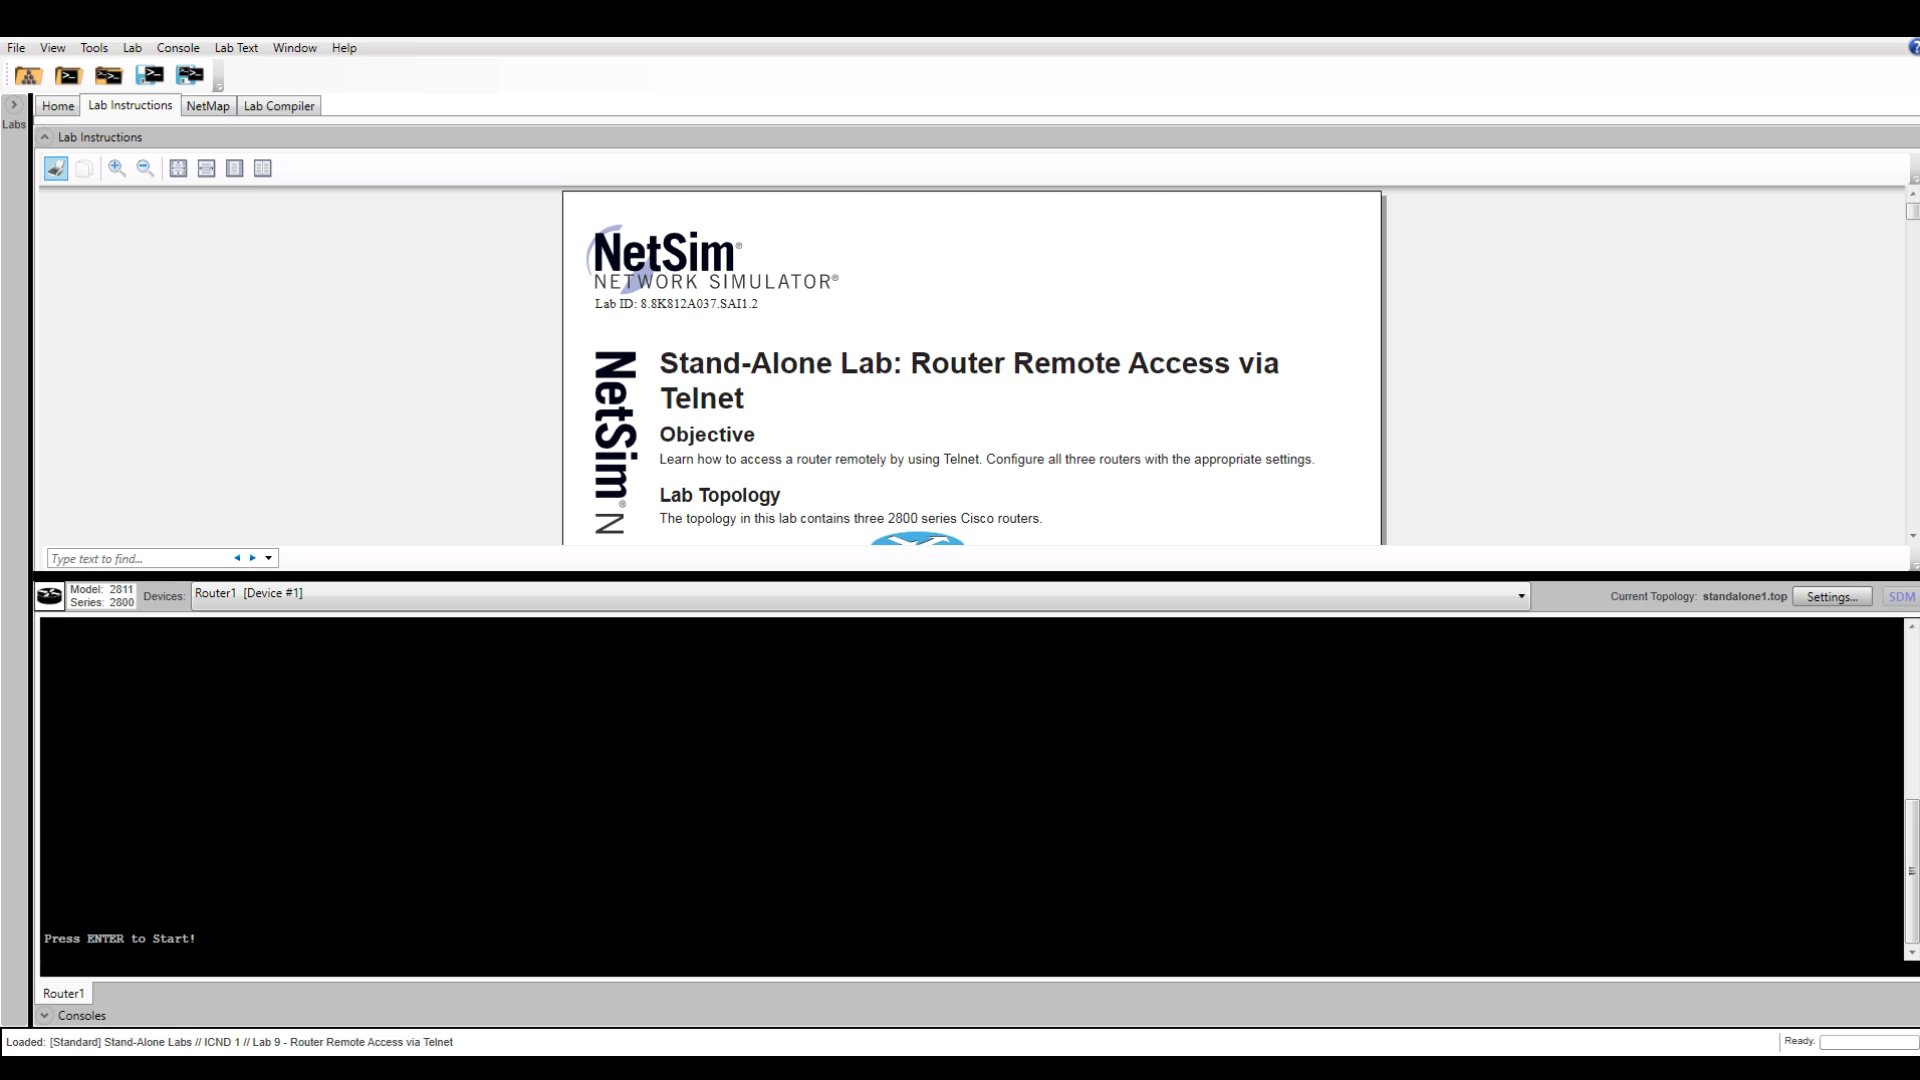 File View Tools Lab Console Lab Text Window Help
Labs
Home Lab Instructions NetMap Lab Compiler
Lab Instructions
NetSim®
NETWORK SIMULATOR®
Lab ID: 8.8K812A037.SAI1.2
NetSim® N
Stand-Alone Lab: Router Remote Access via
Telnet
Objective
Learn how to access a router remotely by using Telnet. Configure all three routers with the appropriate settings.
Lab Topology
The topology in this lab contains three 2800 series Cisco routers.
Type text to find...
Model: 2811
Series: 2800
Devices: Router1 [Device #1]
Current Topology: standalone1.top Settings... SDM
Press ENTER to Start!
Router1
Consoles
Loaded: [Standard] Stand-Alone Labs // ICND 1 // Lab 9 - Router Remote Access via Telnet
Ready.